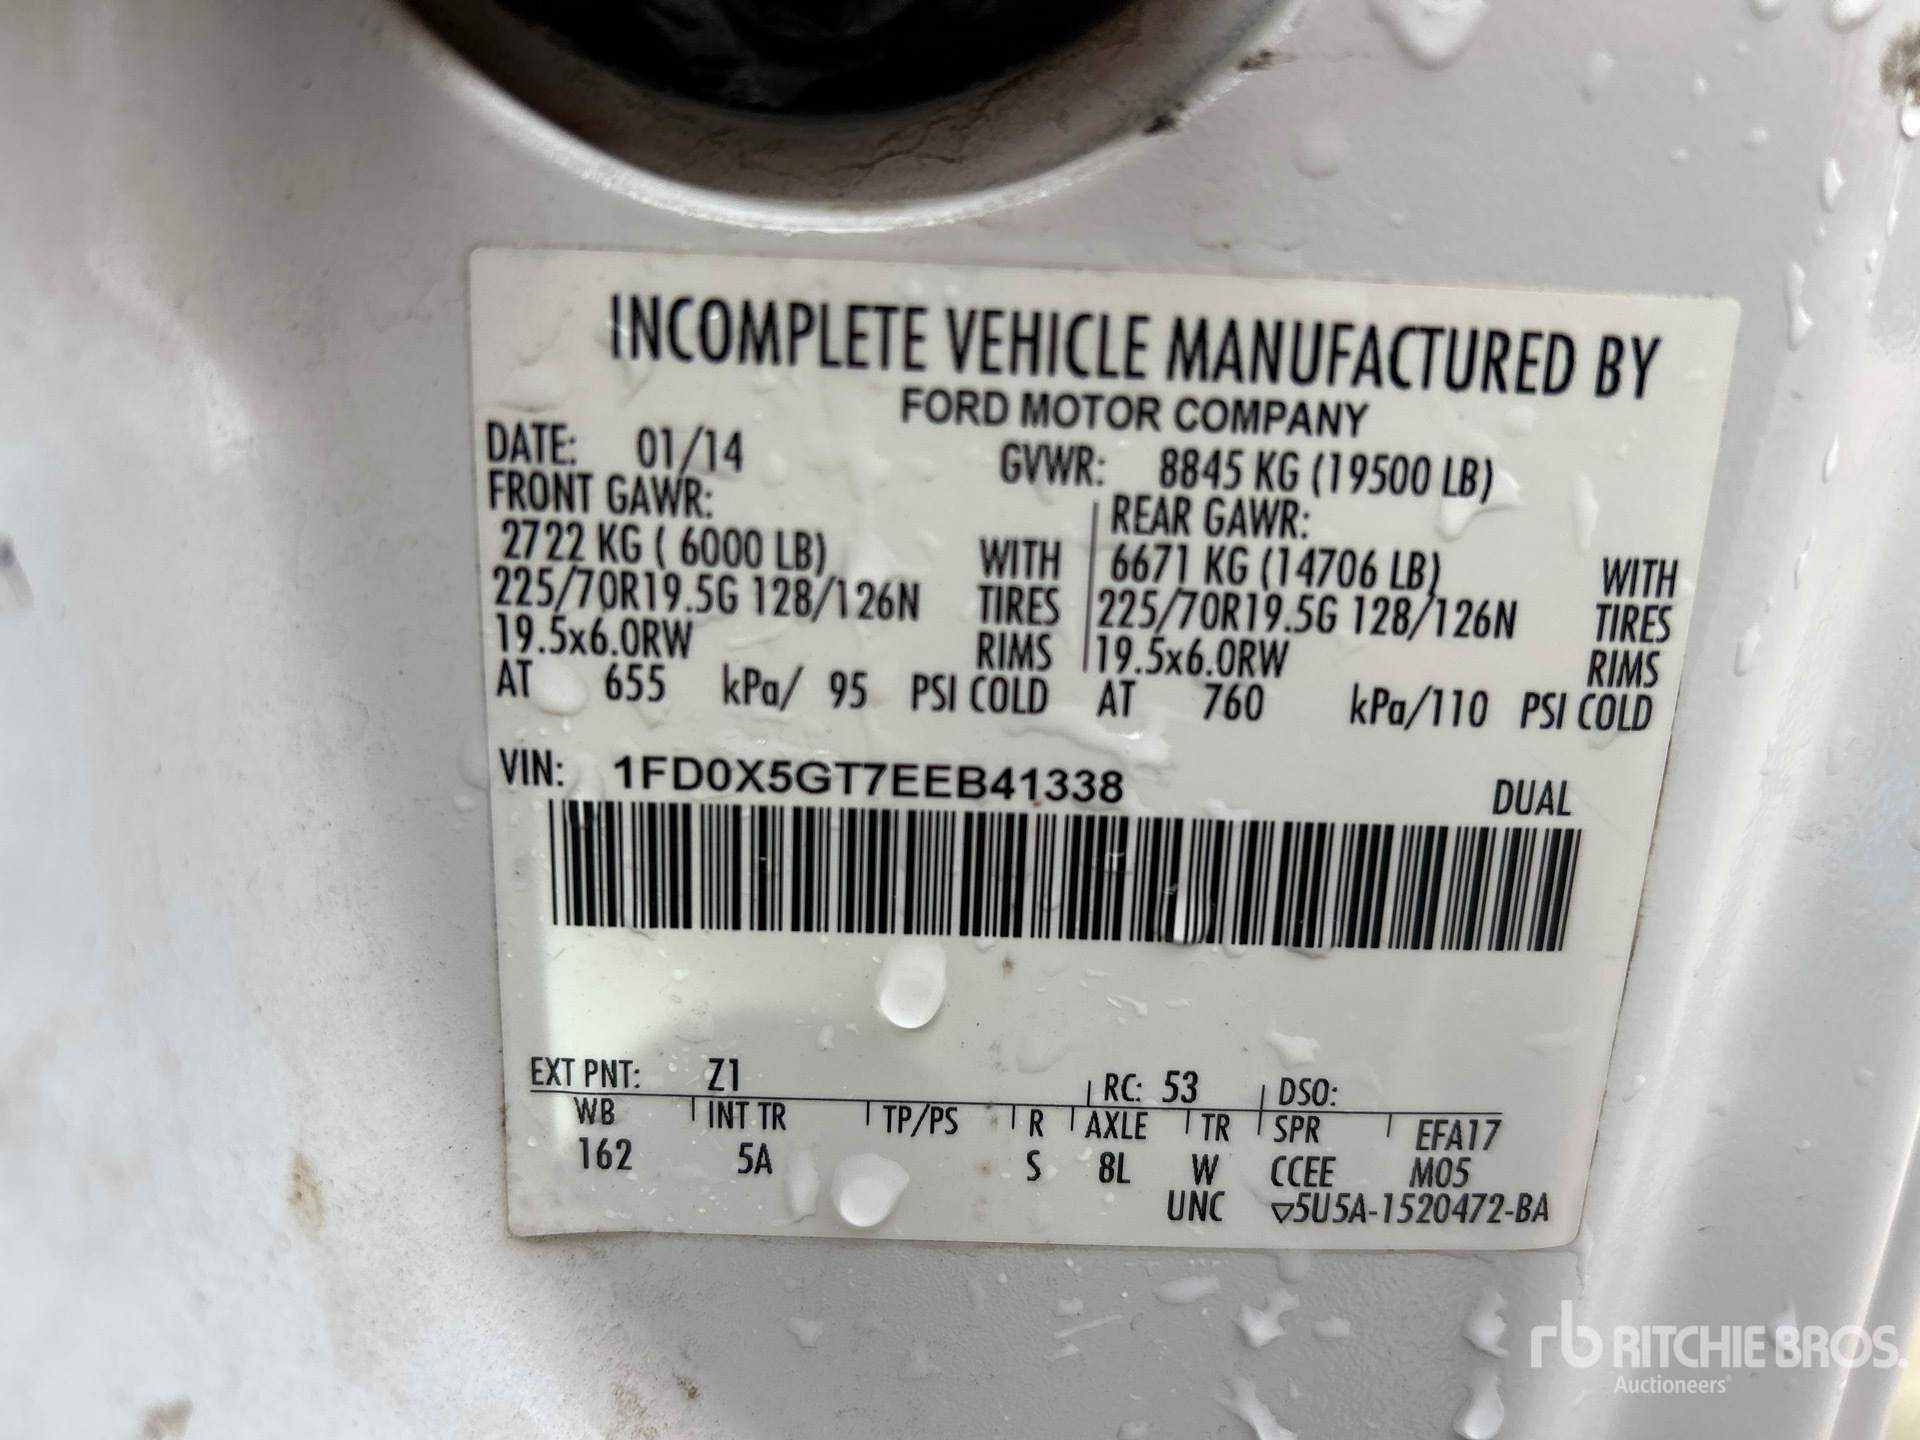 INCOMPLETE VEHICLE MANUFACTURED BY
FORD MOTOR COMPANY
DATE: 01/14 GVWR: 8845 KG (19500 LB)
FRONT GAWR: REAR GAWR:
2722 KG ( 6000 LB) WITH 6671 KG (14706 LB) WITH
225/70R19.5G 128/126N TIRES 225/70R19.5G 128/126N TIRES
19.5x6.0RW RIMS 19.5x6.0RW RIMS
AT 655 kPa/ 95 PSI COLD AT 760 kPa/110 PSI COLD
VIN: 1FD0X5GT7EEB41338 DUAL
EXT PNT: Z1 RC: 53 DSO:
WB INT TR TP/PS R AXLE TR SPR EFA17
162 5A S 8L W CCEE M05
UNC ▽5U5A-1520472-BA
rb RITCHIE BROS.
Auctioneers